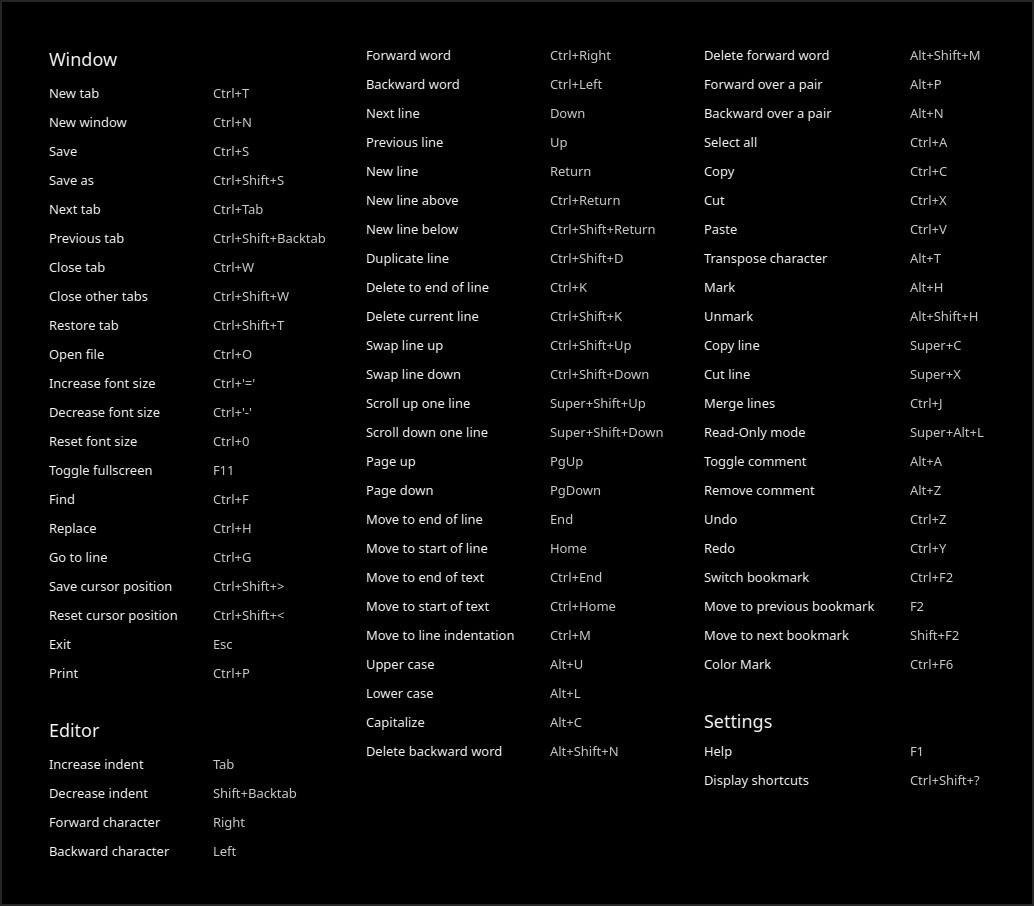 Window
New tab Ctrl+T
New window Ctrl+N
Save Ctrl+S
Save as Ctrl+Shift+S
Next tab Ctrl+Tab
Previous tab Ctrl+Shift+Backtab
Close tab Ctrl+W
Close other tabs Ctrl+Shift+W
Restore tab Ctrl+Shift+T
Open file Ctrl+O
Increase font size Ctrl+'='
Decrease font size Ctrl+'-'
Reset font size Ctrl+0
Toggle fullscreen F11
Find Ctrl+F
Replace Ctrl+H
Go to line Ctrl+G
Save cursor position Ctrl+Shift+>
Reset cursor position Ctrl+Shift+<
Exit Esc
Print Ctrl+P
Editor
Increase indent Tab
Decrease indent Shift+Backtab
Forward character Right
Backward character Left
Forward word Ctrl+Right
Backward word Ctrl+Left
Next line Down
Previous line Up
New line Return
New line above Ctrl+Return
New line below Ctrl+Shift+Return
Duplicate line Ctrl+Shift+D
Delete to end of line Ctrl+K
Delete current line Ctrl+Shift+K
Swap line up Ctrl+Shift+Up
Swap line down Ctrl+Shift+Down
Scroll up one line Super+Shift+Up
Scroll down one line Super+Shift+Down
Page up PgUp
Page down PgDown
Move to end of line End
Move to start of line Home
Move to end of text Ctrl+End
Move to start of text Ctrl+Home
Move to line indentation Ctrl+M
Upper case Alt+U
Lower case Alt+L
Capitalize Alt+C
Delete backward word Alt+Shift+N
Delete forward word Alt+Shift+M
Forward over a pair Alt+P
Backward over a pair Alt+N
Select all Ctrl+A
Copy Ctrl+C
Cut Ctrl+X
Paste Ctrl+V
Transpose character Alt+T
Mark Alt+H
Unmark Alt+Shift+H
Copy line Super+C
Cut line Super+X
Merge lines Ctrl+J
Read-Only mode Super+Alt+L
Toggle comment Alt+A
Remove comment Alt+Z
Undo Ctrl+Z
Redo Ctrl+Y
Switch bookmark Ctrl+F2
Move to previous bookmark F2
Move to next bookmark Shift+F2
Color Mark Ctrl+F6
Settings
Help F1
Display shortcuts Ctrl+Shift+?